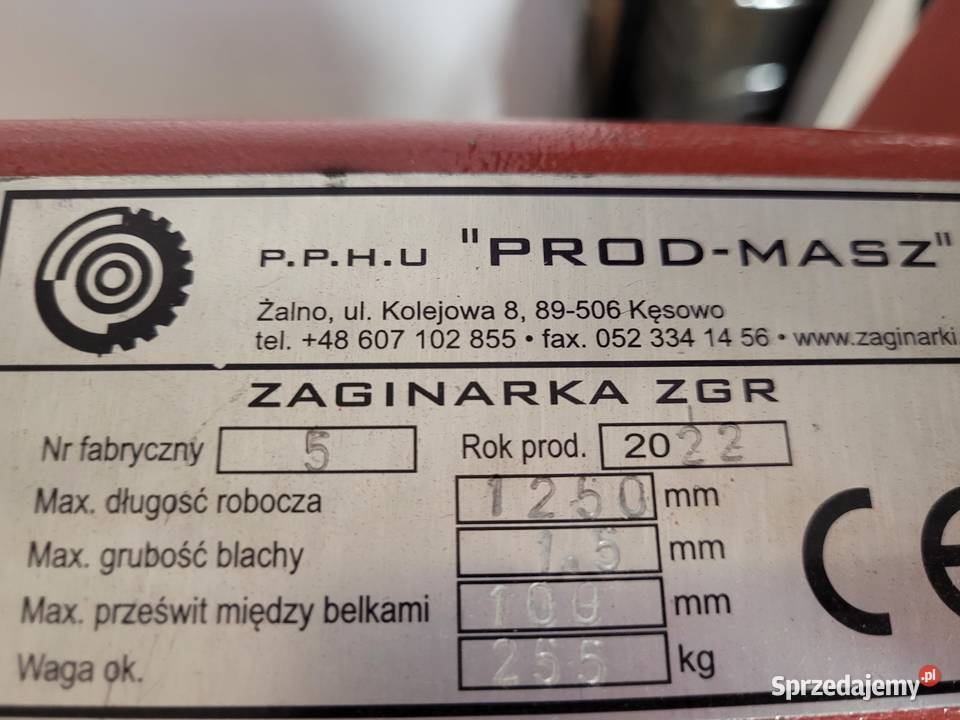 P.P.H.U "PROD-MASZ"
Żalno, ul. Kolejowa 8, 89-506 Kęsowo
tel. +48 607 102 855 • fax. 052 334 14 56 • www.zaginarki.
ZAGINARKA ZGR
Nr fabryczny 5 Rok prod. 2022
Max. długość robocza 1250 mm
Max. grubość blachy 1.5 mm
Max. prześwit między belkami 100 mm
Waga ok. 255 kg
CE
Sprzedajemy.pl